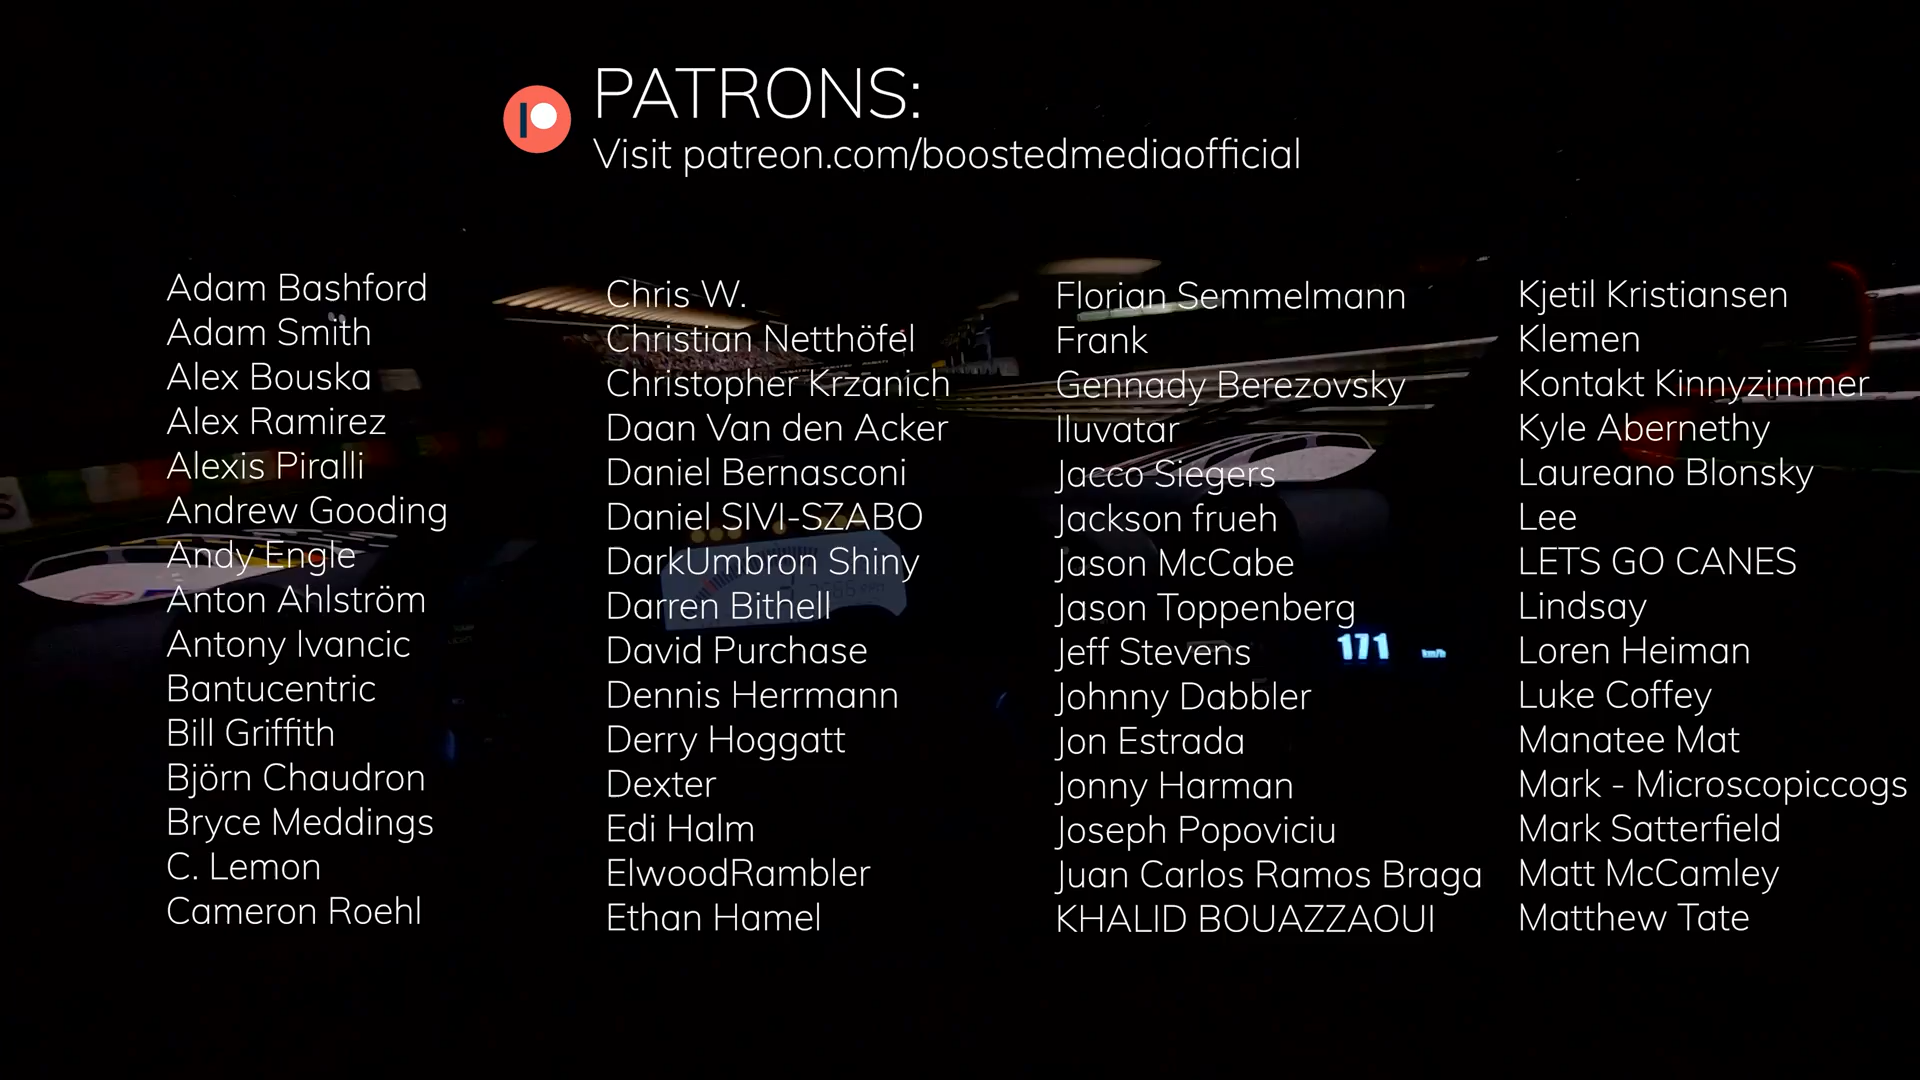 PATRONS:
Visit patreon.com/boostedmediaofficial
Adam Bashford
Adam Smith
Alex Bouska
Alex Ramirez
Alexis Piralli
Andrew Gooding
Andy Engle
Anton Ahlström
Antony Ivancic
Bantucentric
Bill Griffith
Björn Chaudron
Bryce Meddings
C. Lemon
Cameron Roehl
Chris W.
Christian Netthöfel
Christopher Krzanich
Daan Van den Acker
Daniel Bernasconi
Daniel SIVI-SZABO
DarkUmbron Shiny
Darren Bithell
David Purchase
Dennis Herrmann
Derry Hoggatt
Dexter
Edi Halm
ElwoodRambler
Ethan Hamel
Florian Semmelmann
Frank
Gennady Berezovsky
Iluvatar
Jacco Siegers
Jackson frueh
Jason McCabe
Jason Toppenberg
Jeff Stevens
Johnny Dabbler
Jon Estrada
Jonny Harman
Joseph Popoviciu
Juan Carlos Ramos Braga
KHALID BOUAZZAOUI
171 km/h
Kjetil Kristiansen
Klemen
Kontakt Kinnyzimmer
Kyle Abernethy
Laureano Blonsky
Lee
LETS GO CANES
Lindsay
Loren Heiman
Luke Coffey
Manatee Mat
Mark - Microscopiccogs
Mark Satterfield
Matt McCamley
Matthew Tate